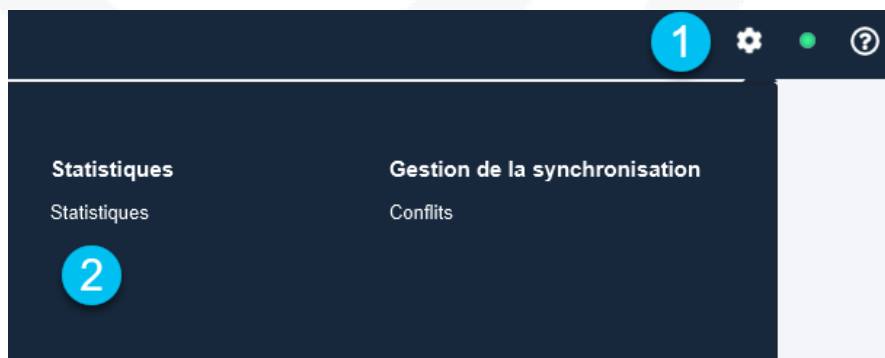 1
?
Statistiques
Gestion de la synchronisation
Statistiques
Conflits
2